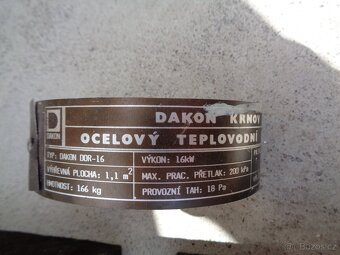 DAKON
DAKON KRNOV
OCELOVÝ TEPLOVODNÍ
TYP: DAKON DOR-16
VÝKON: 16kW
VÝHŘEVNÁ PLOCHA: 1,1 m²
MAX. PRAC. PŘETLAK: 200 kPa
HMOTNOST: 166 kg
PROVOZNÍ TAH: 18 Pa